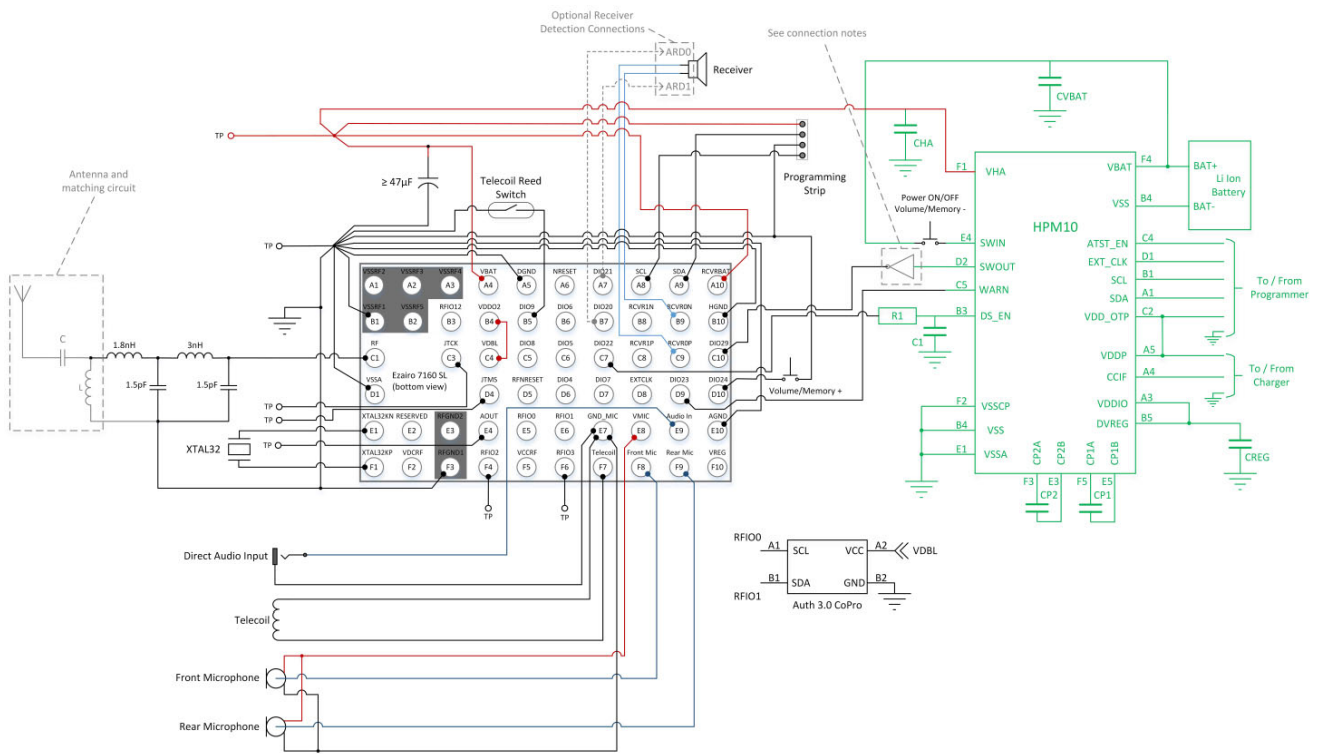 Optional Receiver
Detection Connections
ARD0
Receiver
ARD1
See connection notes
CVBAT
CHA
TP
Antenna and
matching circuit
≥ 47µF
Telecoil Reed
Switch
Programming
Strip
Power ON/OFF
Volume/Memory -
F1
VHA
VBAT
F4
BAT+
Li Ion
Battery
VSS
B4
BAT-
HPM10
TP
E4
SWIN
ATST_EN
C4
D2
SWOUT
EXT_CLK
D1
SCL
B1
To / From
Programmer
C5
WARN
SDA
A1
VDD_OTP
C2
R1
B3
DS_EN
C1
VDDP
A5
To / From
Charger
CCIF
A4
F2
VSSCP
VDDIO
A3
B4
VSS
DVREG
B5
E1
VSSA
CREG
CP2A
CP2B
CP1A
CP1B
F3
E3
F5
E5
CP2
CP1
VSSRF2 VSSRF3 VSSRF4 VBAT DGND NRESET DIO21 SCL SDA RCVRBAT
A1 A2 A3 A4 A5 A6 A7 A8 A9 A10
VSSRF1 VSSRF5 RFIO12 VDDO2 DIO9 DIO6 DIO20 RCVR1N RCVR0N HGND
B1 B2 B3 B4 B5 B6 B7 B8 B9 B10
RF JTCK VDBL DIO8 DIO5 DIO22 RCVR1P RCVR0P DIO29
C1 C3 C4 C5 C6 C7 C8 C9 C10
Ezairo 7160 SL
(bottom view)
VSSA JTMS RFNRESET DIO4 DIO7 EXTCLK DIO23 DIO24
D1 D4 D5 D6 D7 D8 D9 D10
Volume/Memory +
XTAL32KN RESERVED RFGND2 AOUT RFIO0 RFIO1 GND_MIC VMIC Audio In AGND
E1 E2 E3 E4 E5 E6 E7 E8 E9 E10
XTAL32KP VDCRF RFGND1 RFIO2 VCCRF RFIO3 Telecoil Front Mic Rear Mic VREG
F1 F2 F3 F4 F5 F6 F7 F8 F9 F10
C
L
1.8nH
3nH
1.5pF
1.5pF
TP
TP
TP
XTAL32
TP
TP
Direct Audio Input
Telecoil
Front Microphone
Rear Microphone
RFIO0
A1
SCL
VCC
A2
VDBL
RFIO1
B1
SDA
GND
B2
Auth 3.0 CoPro